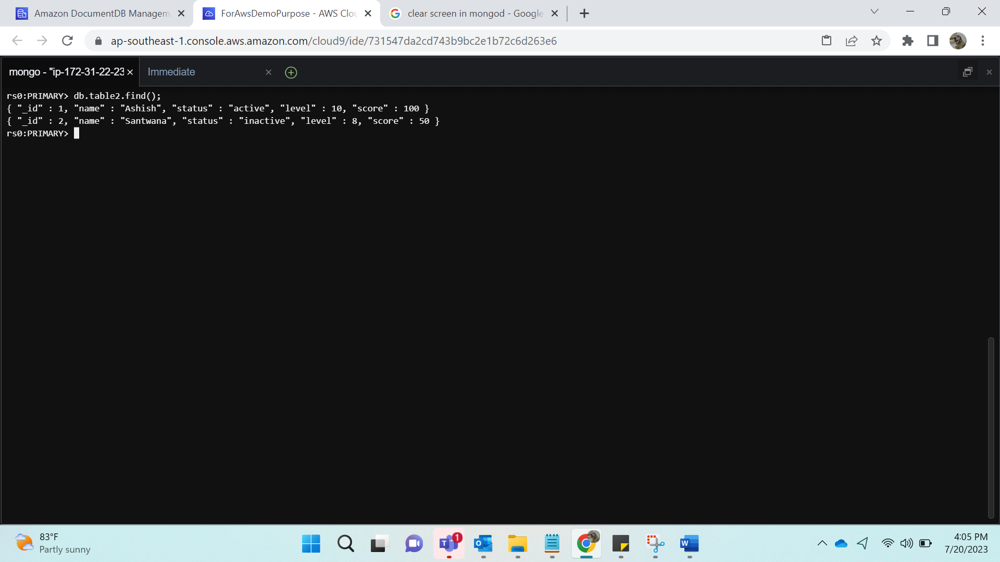 Amazon DocumentDB Managem
ForAwsDemoPurpose - AWS Clou
clear screen in mongod - Google
ap-southeast-1.console.aws.amazon.com/cloud9/ide/731547da2cd743b9bc2e1b72c6d263e6
mongo - "ip-172-31-22-23
Immediate
rs0:PRIMARY> db.table2.find();
{ "_id" : 1, "name" : "Ashish", "status" : "active", "level" : 10, "score" : 100 }
{ "_id" : 2, "name" : "Santwana", "status" : "inactive", "level" : 8, "score" : 50 }
rs0:PRIMARY>
83°F
Partly sunny
1
4:05 PM
7/20/2023